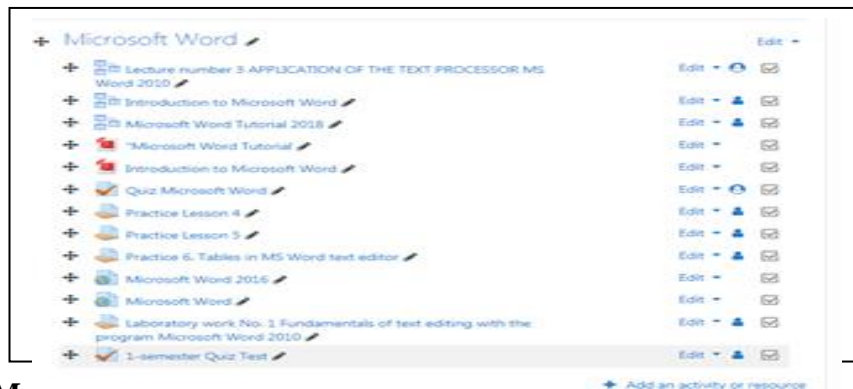 Microsoft Word Edit
Lecture number 3 APPLICATION OF THE TEXT PROCESSOR MS Edit
Word 2010
Introduction to Microsoft Word Edit
Microsoft Word Tutorial 2018 Edit
"Microsoft Word Tutorial Edit
Introduction to Microsoft Word Edit
Quiz Microsoft Word Edit
Practice Lesson 4 Edit
Practice Lesson 5 Edit
Practice 6. Tables in MS Word text editor Edit
Microsoft Word 2016 Edit
Microsoft Word Edit
Laboratory work No. 1 Fundamentals of text editing with the Edit
program Microsoft Word 2010
1-semester Quiz Test Edit
Add an activity or resource